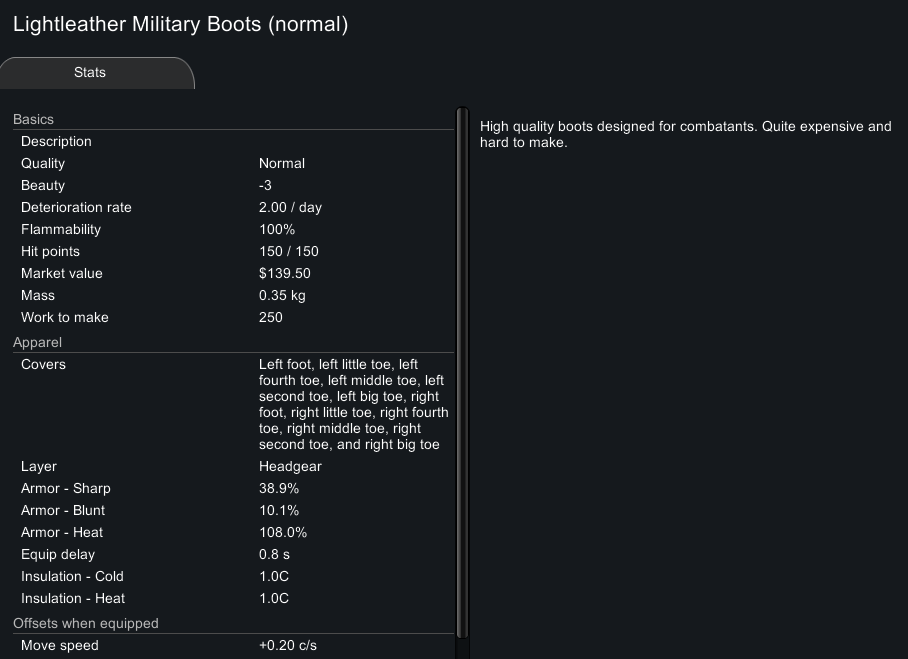 Lightleather Military Boots (normal)
Stats
Basics
Description
Quality Normal
Beauty -3
Deterioration rate 2.00 / day
Flammability 100%
Hit points 150 / 150
Market value $139.50
Mass 0.35 kg
Work to make 250
Apparel
Covers Left foot, left little toe, left
fourth toe, left middle toe, left
second toe, left big toe, right
foot, right little toe, right fourth
toe, right middle toe, right
second toe, and right big toe
Layer Headgear
Armor - Sharp 38.9%
Armor - Blunt 10.1%
Armor - Heat 108.0%
Equip delay 0.8 s
Insulation - Cold 1.0C
Insulation - Heat 1.0C
Offsets when equipped
Move speed +0.20 c/s
High quality boots designed for combatants. Quite expensive and
hard to make.